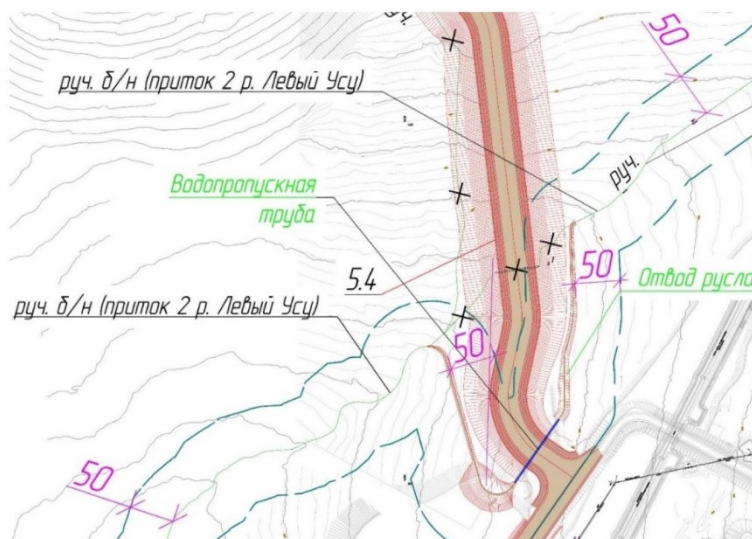 уч.
50
руч. б/н (приток 2 р. Левый Усу)
руч.
Водопропускная
труба
50
5.4
Отвод русла
руч. б/н (приток 2 р. Левый Усу)
50
50